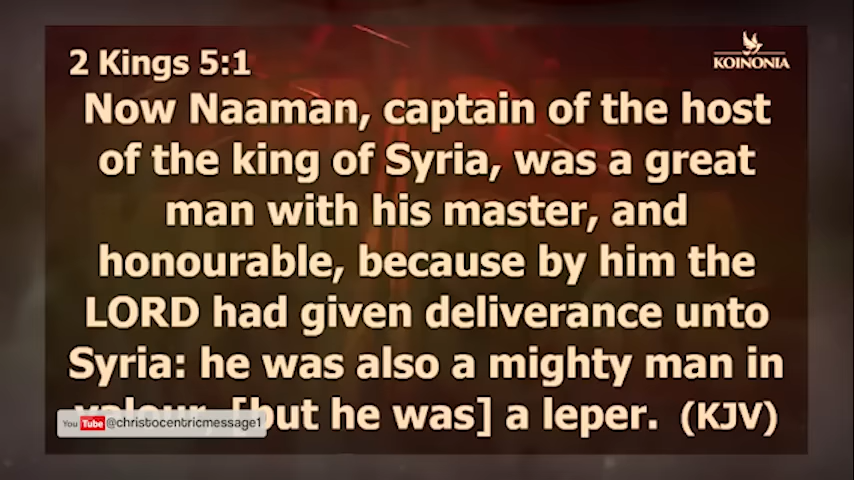 2 Kings 5:1
KOINONIA
Now Naaman, captain of the host
of the king of Syria, was a great
man with his master, and
honourable, because by him the
LORD had given deliverance unto
Syria: he was also a mighty man in
valour, [but he was] a leper. (KJV)
YouTube @christocentricmessage1